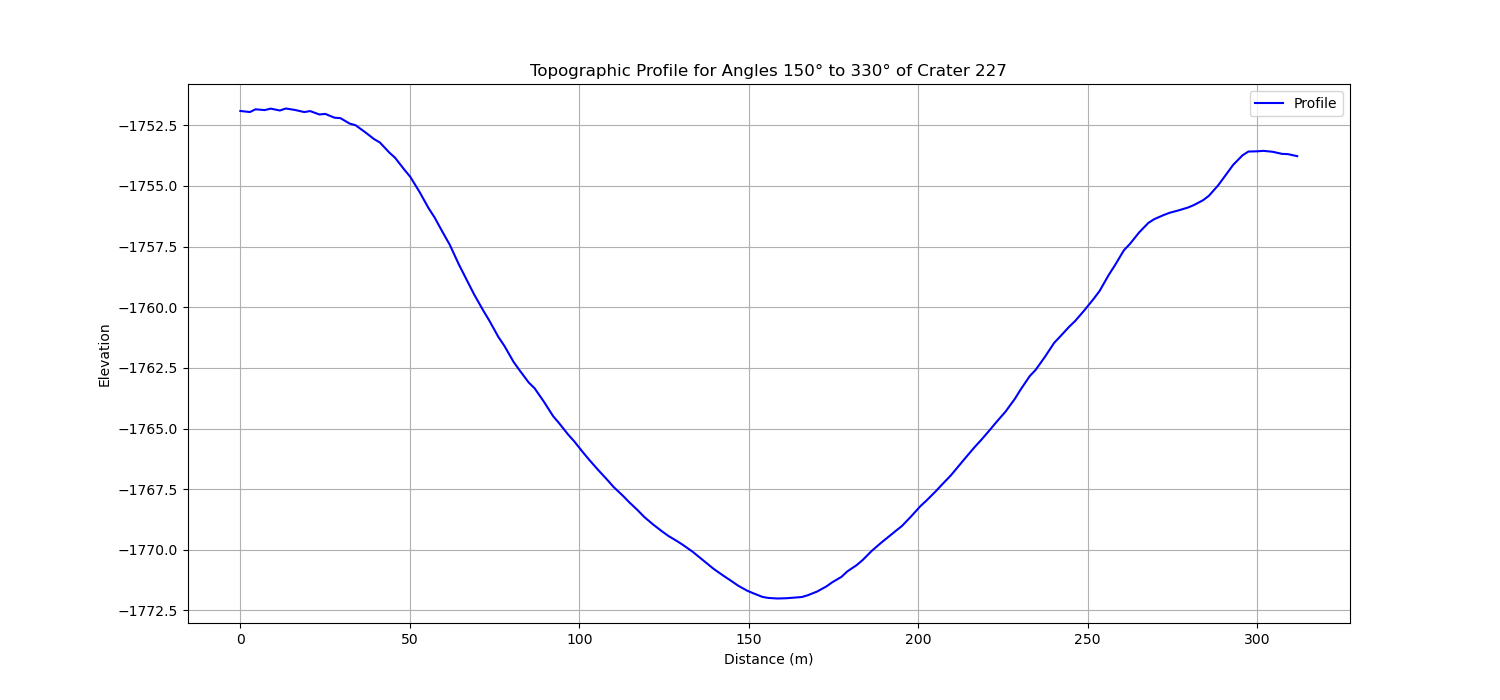 Topographic Profile for Angles 150° to 330° of Crater 227
Profile
Elevation
−1752.5
−1755.0
−1757.5
−1760.0
−1762.5
−1765.0
−1767.5
−1770.0
−1772.5
0 50 100 150 200 250 300
Distance (m)